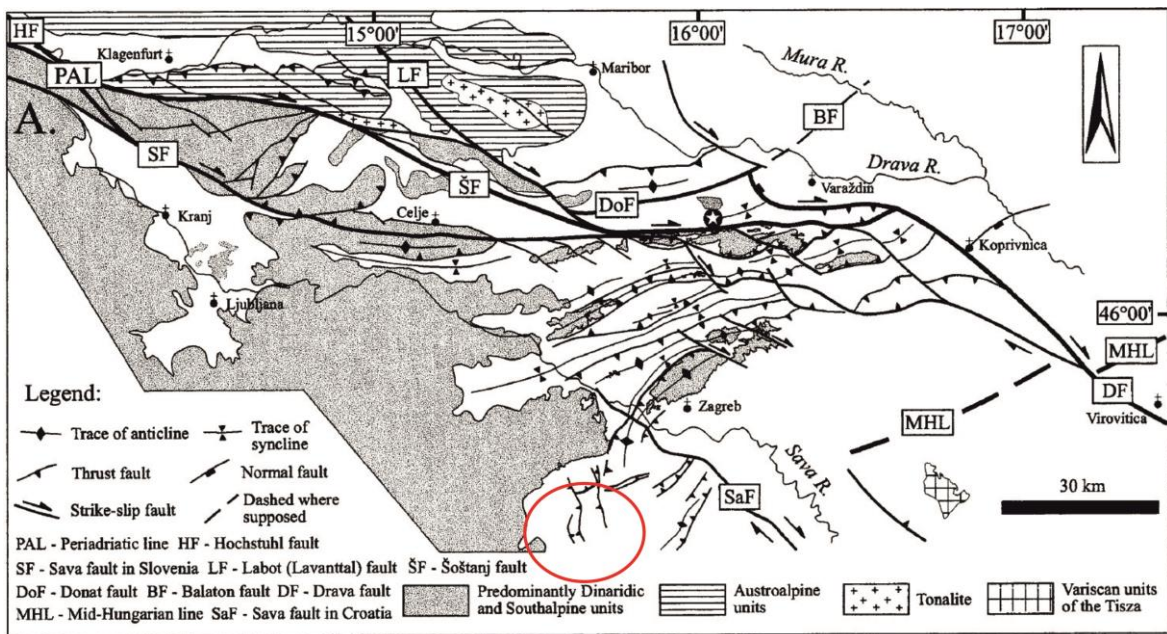 HF
Klagenfurt
15°00'
16°00'
17°00'
PAL
LF
Maribor
Mura R.
BF
A.
SF
ŠF
Drava R.
DoF
Varaždin
Kranj
Celje
Koprivnica
Ljubljana
46°00'
MHL
DF
Virovitica
MHL
Zagreb
Sava R.
SaF
30 km
Legend:
Trace of anticline
Trace of syncline
Thrust fault
Normal fault
Strike-slip fault
Dashed where supposed
PAL - Periadriatic line HF - Hochstuhl fault
SF - Sava fault in Slovenia LF - Labot (Lavanttal) fault ŠF - Šoštanj fault
DoF - Donat fault BF - Balaton fault DF - Drava fault
MHL - Mid-Hungarian line SaF - Sava fault in Croatia
Predominantly Dinaridic and Southalpine units
Austroalpine units
Tonalite
Variscan units of the Tisza